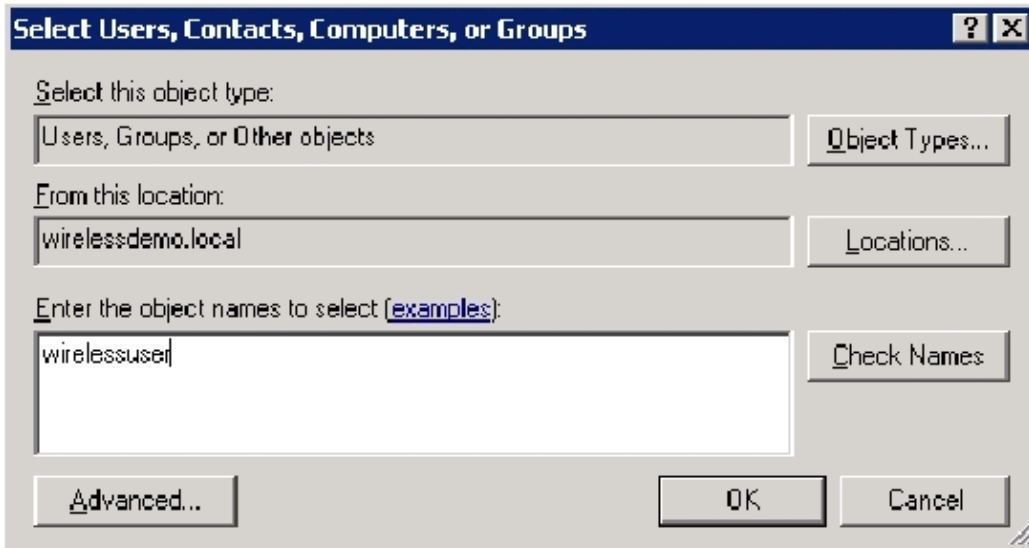 Select Users, Contacts, Computers, or Groups
Select this object type:
Users, Groups, or Other objects
Object Types...
From this location:
wirelessdemo.local
Locations...
Enter the object names to select (examples):
wirelessuser
Check Names
Advanced...
OK
Cancel